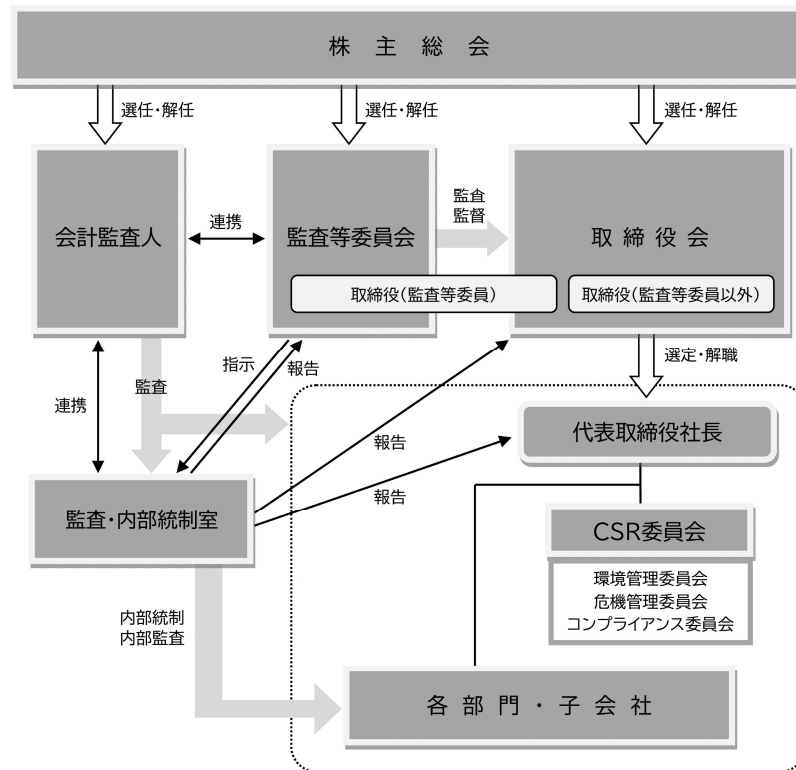 株主総会
選任・解任
選任・解任
選任・解任
会計監査人
連携
監査等委員会
監査
監督
取締役会
取締役(監査等委員)
取締役(監査等委員以外)
選定・解職
指示
報告
監査
連携
報告
代表取締役社長
報告
監査・内部統制室
CSR委員会
環境管理委員会
危機管理委員会
コンプライアンス委員会
内部統制
内部監査
各部門・子会社